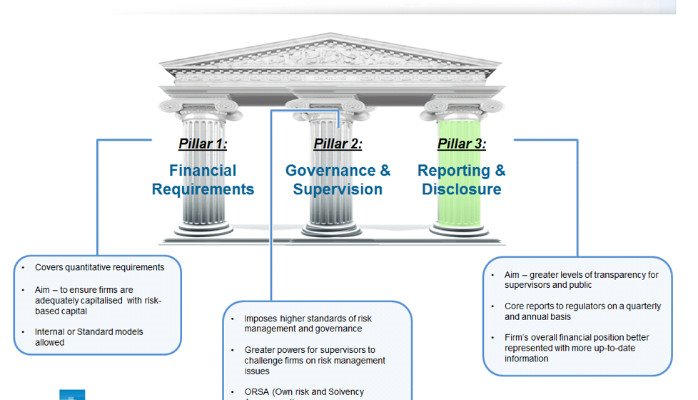 Pillar 1:
Financial
Requirements
Pillar 2:
Governance &
Supervision
Pillar 3:
Reporting &
Disclosure
• Covers quantitative requirements
• Aim – to ensure firms are
adequately capitalised with risk-
based capital
• Internal or Standard models
allowed
• Imposes higher standards of risk
management and governance
• Greater powers for supervisors to
challenge firms on risk management
issues
• ORSA (Own risk and Solvency
• Aim – greater levels of transparency for
supervisors and public
• Core reports to regulators on a quarterly
and annual basis
• Firm's overall financial position better
represented with more up-to-date
information